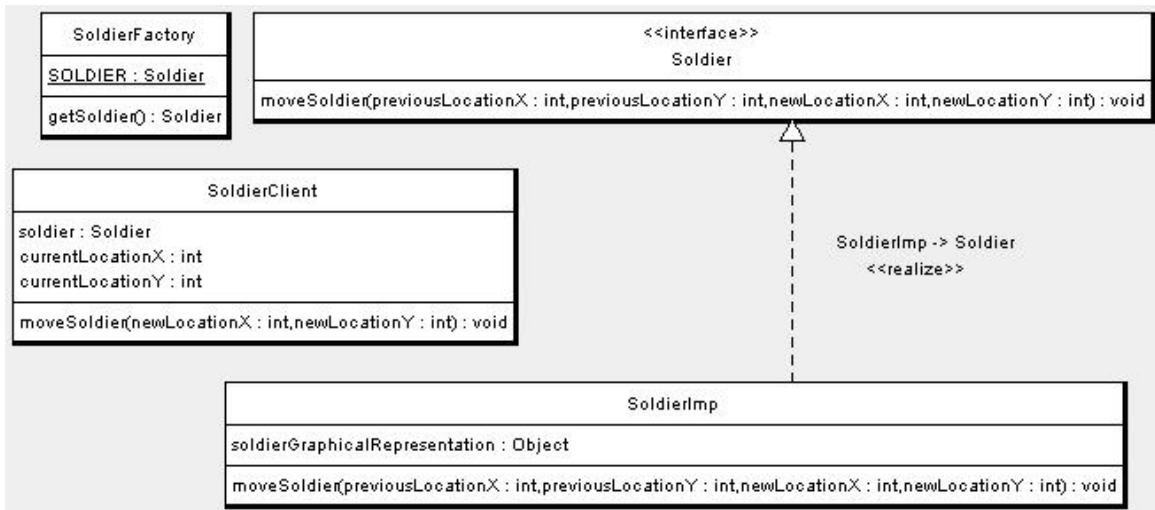 SoldierFactory
SOLDIER : Soldier
getSoldier() : Soldier
<<interface>>
Soldier
moveSoldier(previousLocationX : int,previousLocationY : int,newLocationX : int,newLocationY : int) : void
SoldierClient
soldier : Soldier
currentLocationX : int
currentLocationY : int
moveSoldier(newLocationX : int,newLocationY : int) : void
SoldierImp -> Soldier
<<realize>>
SoldierImp
soldierGraphicalRepresentation : Object
moveSoldier(previousLocationX : int,previousLocationY : int,newLocationX : int,newLocationY : int) : void